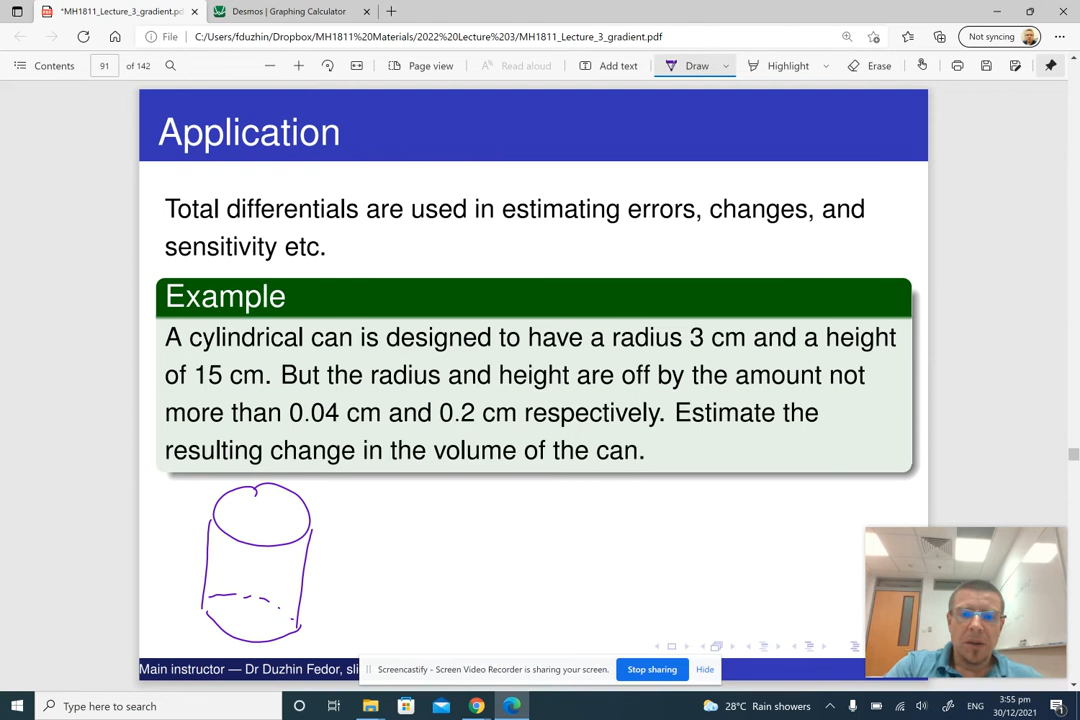 *MH1811_Lecture_3_gradient.pdf
Desmos | Graphing Calculator
File
C:/Users/fduzhin/Dropbox/MH1811%20Materials/2022%20Lecture%203/MH1811_Lecture_3_gradient.pdf
Not syncing
Contents
91
of 142
Page view
Read aloud
Add text
Draw
Highlight
Erase
Application
Total differentials are used in estimating errors, changes, and
sensitivity etc.
Example
A cylindrical can is designed to have a radius 3 cm and a height
of 15 cm. But the radius and height are off by the amount not
more than 0.04 cm and 0.2 cm respectively. Estimate the
resulting change in the volume of the can.
Main instructor — Dr Duzhin Fedor, sli
Screencastify - Screen Video Recorder is sharing your screen.
Stop sharing
Hide
Type here to search
28°C Rain showers
ENG
3:55 pm
30/12/2021